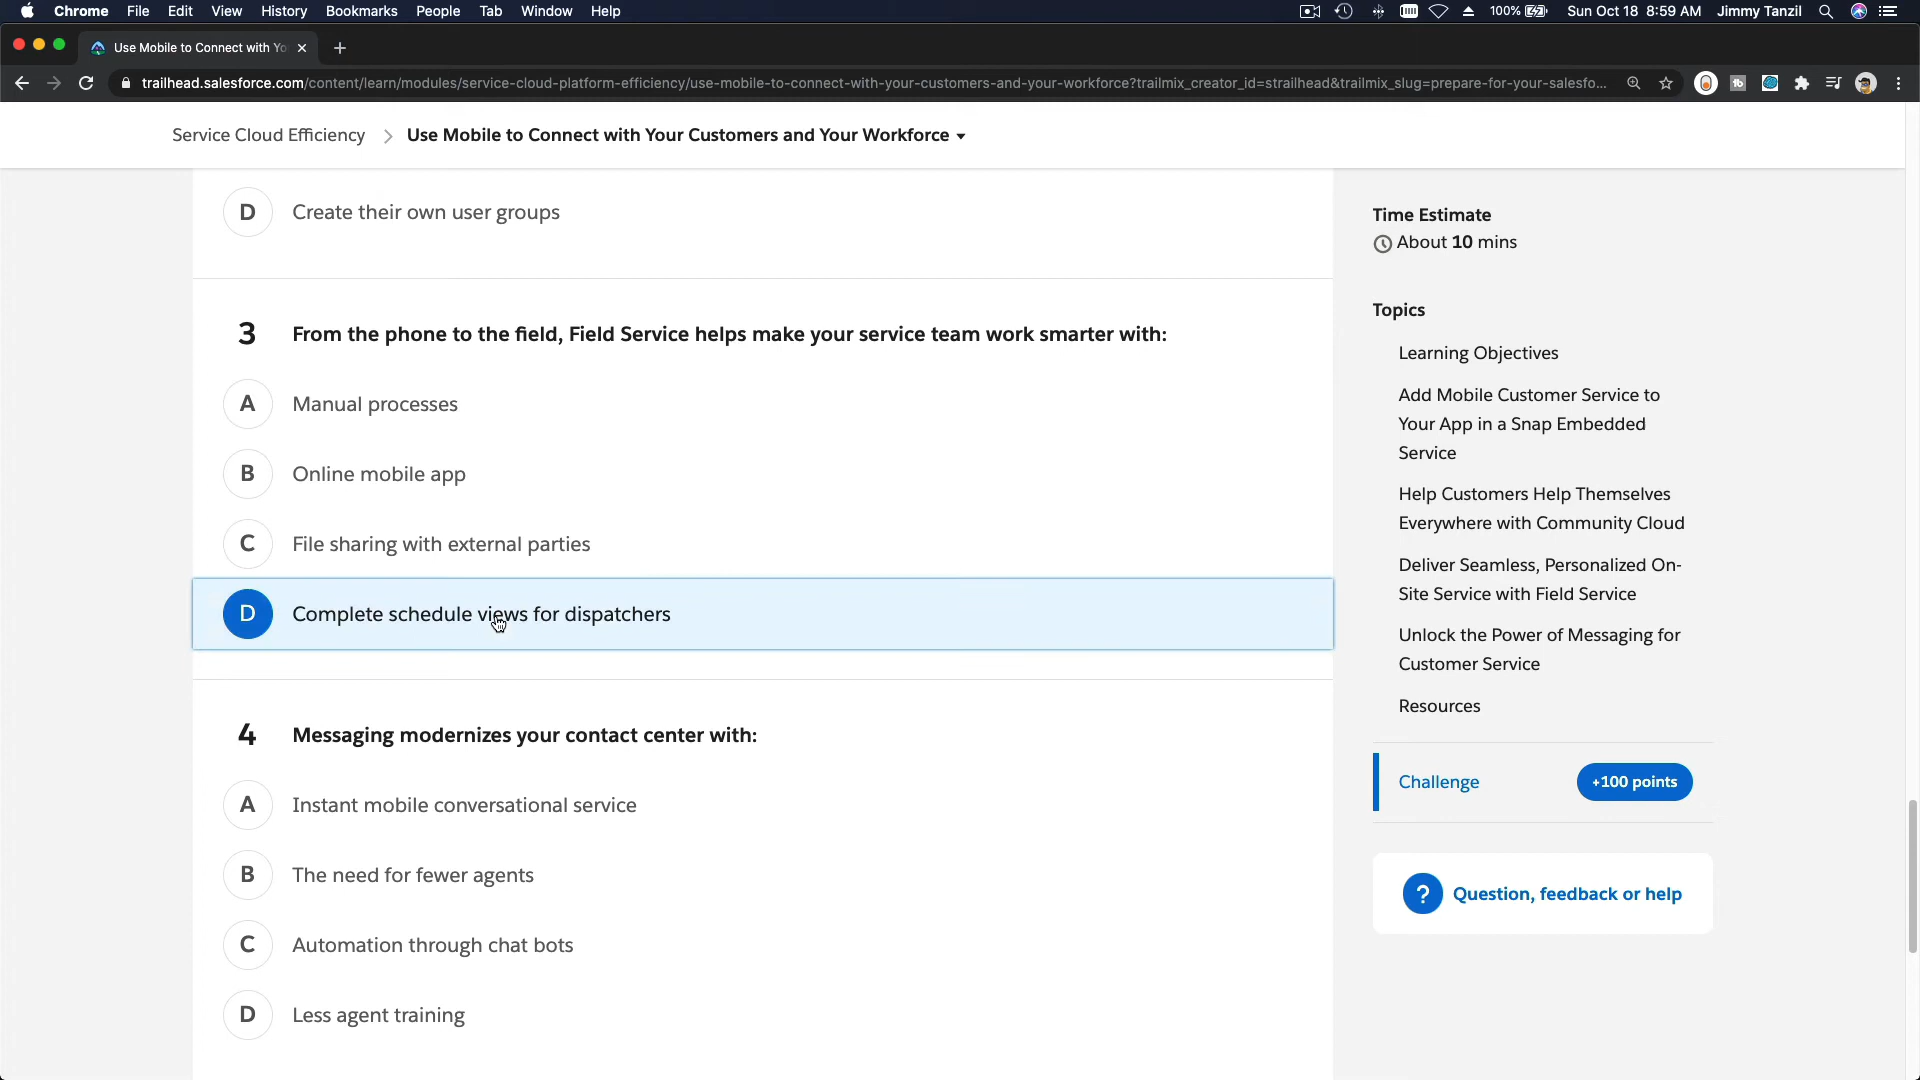 Chrome File Edit View History Bookmarks People Tab Window Help 100% Sun Oct 18 8:59 AM Jimmy Tanzil
Use Mobile to Connect with Yo
trailhead.salesforce.com/content/learn/modules/service-cloud-platform-efficiency/use-mobile-to-connect-with-your-customers-and-your-workforce?trailmix_creator_id=strailhead&trailmix_slug=prepare-for-your-salesfo...
Service Cloud Efficiency > Use Mobile to Connect with Your Customers and Your Workforce
D Create their own user groups
3 From the phone to the field, Field Service helps make your service team work smarter with:
A Manual processes
B Online mobile app
C File sharing with external parties
D Complete schedule views for dispatchers
4 Messaging modernizes your contact center with:
A Instant mobile conversational service
B The need for fewer agents
C Automation through chat bots
D Less agent training
Time Estimate
About 10 mins
Topics
Learning Objectives
Add Mobile Customer Service to
Your App in a Snap Embedded
Service
Help Customers Help Themselves
Everywhere with Community Cloud
Deliver Seamless, Personalized On-
Site Service with Field Service
Unlock the Power of Messaging for
Customer Service
Resources
Challenge +100 points
? Question, feedback or help